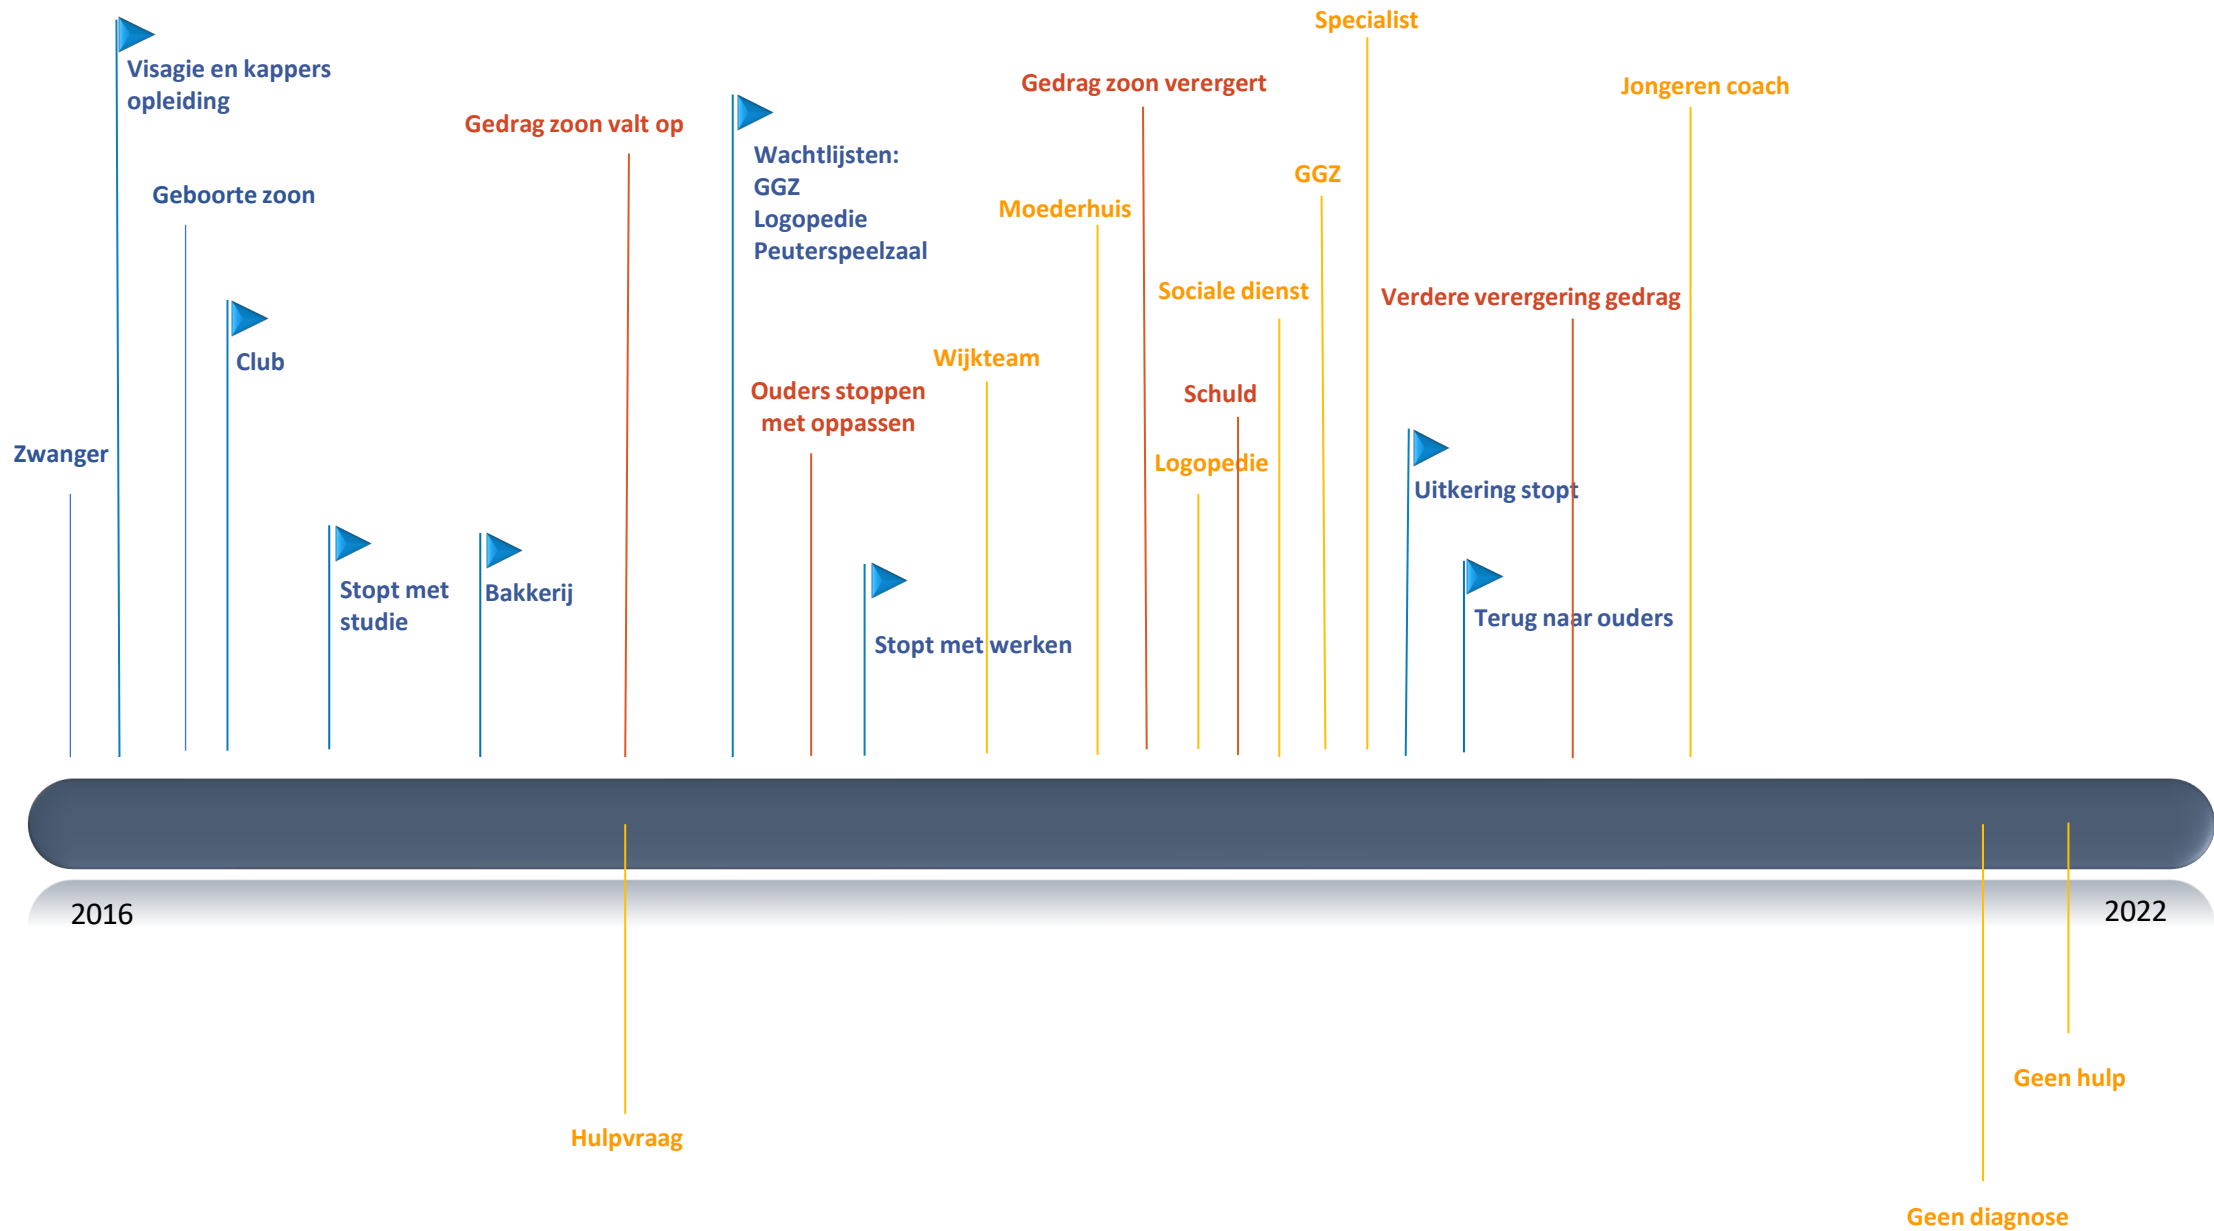 Specialist
Visagie en kappers
opleiding
Gedrag zoon verergert
Jongeren coach
Gedrag zoon valt op
Wachtlijsten:
GGZ
Logopedie
Peuterspeelzaal
GGZ
Geboorte zoon
Moederhuis
Sociale dienst
Verdere verergering gedrag
Club
Wijkteam
Ouders stoppen
met oppassen
Schuld
Zwanger
Logopedie
Uitkering stopt
Stopt met
studie
Bakkerij
Terug naar ouders
Stopt met werken
2016
2022
Geen hulp
Hulpvraag
Geen diagnose